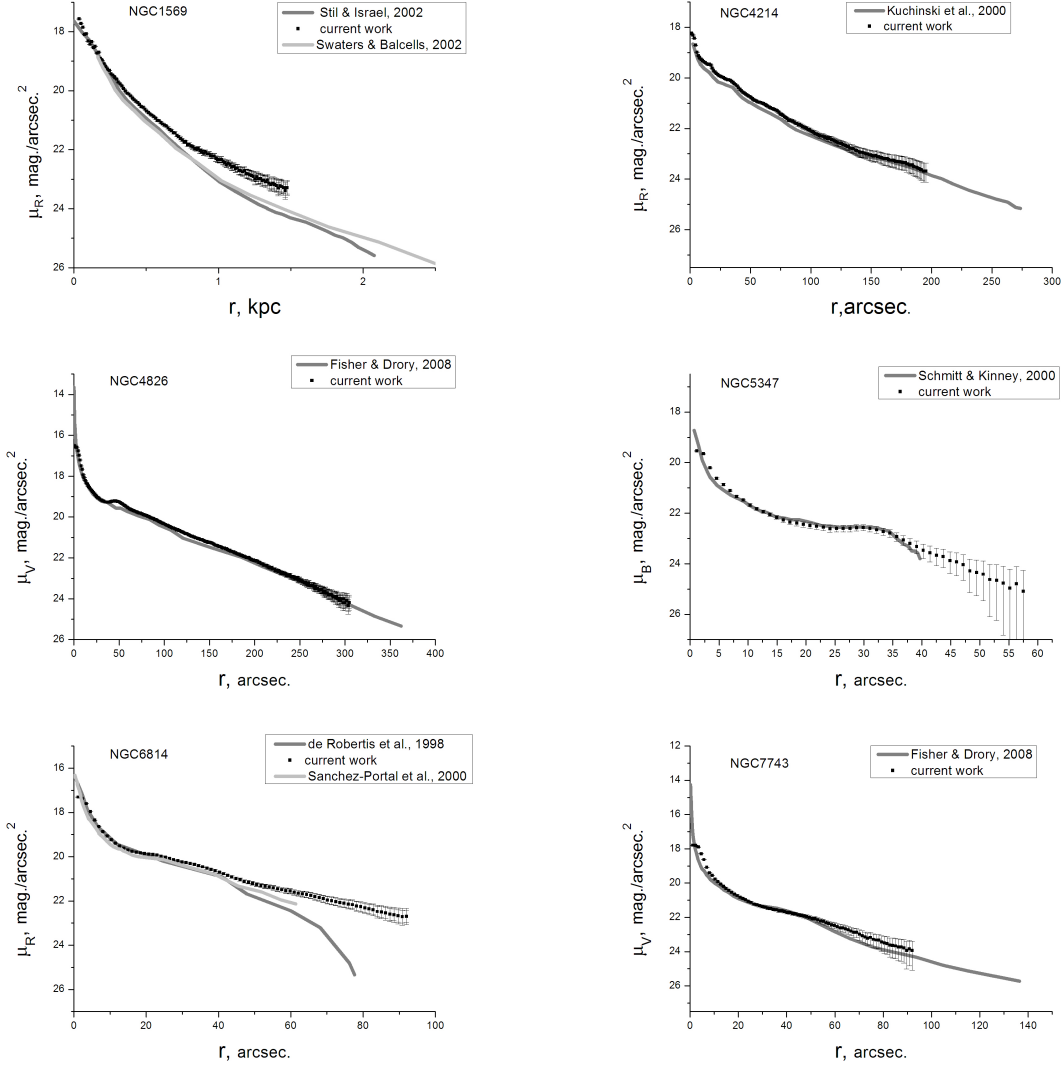 NGC1569
Stil & Israel, 2002
current work
Swaters & Balcells, 2002
18
20
22
24
26
0
1
2
μR, mag./arcsec.2
r, kpc
NGC4214
Kuchinski et al., 2000
current work
18
20
22
24
26
0
50
100
150
200
250
300
μR, mag./arcsec.2
r,arcsec.
NGC4826
Fisher & Drory, 2008
current work
14
16
18
20
22
24
26
0
50
100
150
200
250
300
350
400
μV, mag./arcsec.2
r, arcsec.
NGC5347
Schmitt & Kinney, 2000
current work
18
20
22
24
26
0
5
10
15
20
25
30
35
40
45
50
55
60
μB, mag./arcsec.2
r, arcsec.
NGC6814
de Robertis et al., 1998
current work
Sanchez-Portal et al., 2000
16
18
20
22
24
26
0
20
40
60
80
100
μR, mag./arcsec.2
r, arcsec.
NGC7743
Fisher & Drory, 2008
current work
12
14
16
18
20
22
24
26
0
20
40
60
80
100
120
140
μV, mag./arcsec.2
r, arcsec.